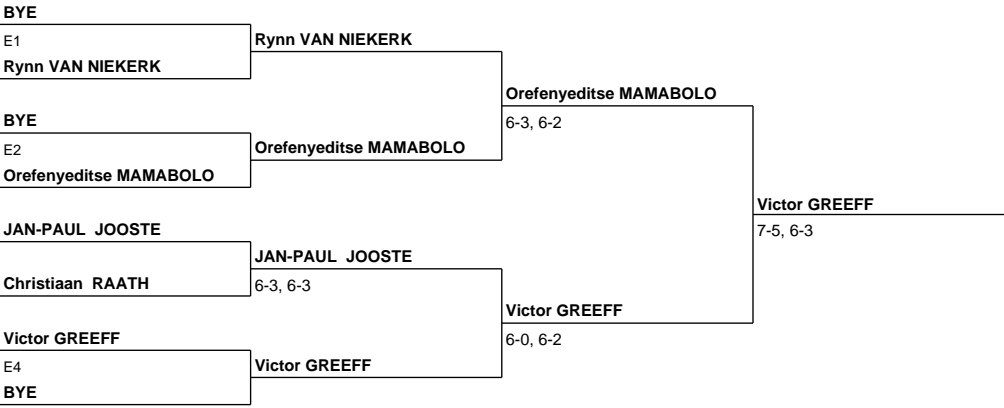 BYE
E1
Rynn VAN NIEKERK
Rynn VAN NIEKERK
BYE
E2
Orefenyeditse MAMABOLO
Orefenyeditse MAMABOLO
Orefenyeditse MAMABOLO
6-3, 6-2
JAN-PAUL  JOOSTE
Christiaan  RAATH
JAN-PAUL  JOOSTE
6-3, 6-3
Victor GREEFF
E4
BYE
Victor GREEFF
Victor GREEFF
6-0, 6-2
Victor GREEFF
7-5, 6-3